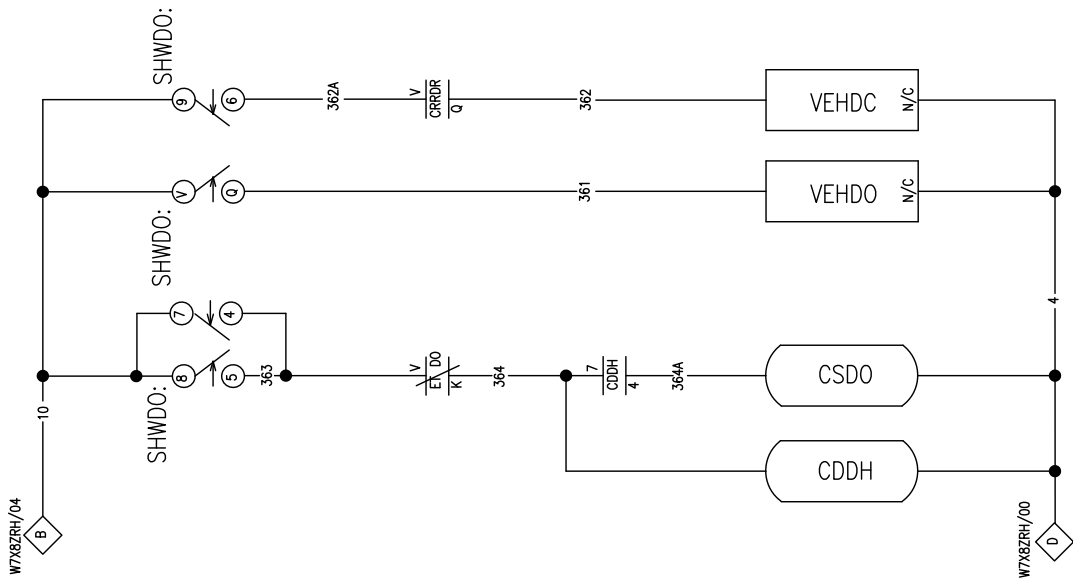 SHWDO:
9
6
362A
V
CRRDR
Q
362
VEHDC
N/C
V
Q
SHWDO:
361
VEHDO
N/C
7
4
8
5
SHWDO:
363
V
DO
K
364
7
CDDH
4
364A
CSDO
CDDH
10
4
W7X8ZRH/04
B
W7X8ZRH/00
D